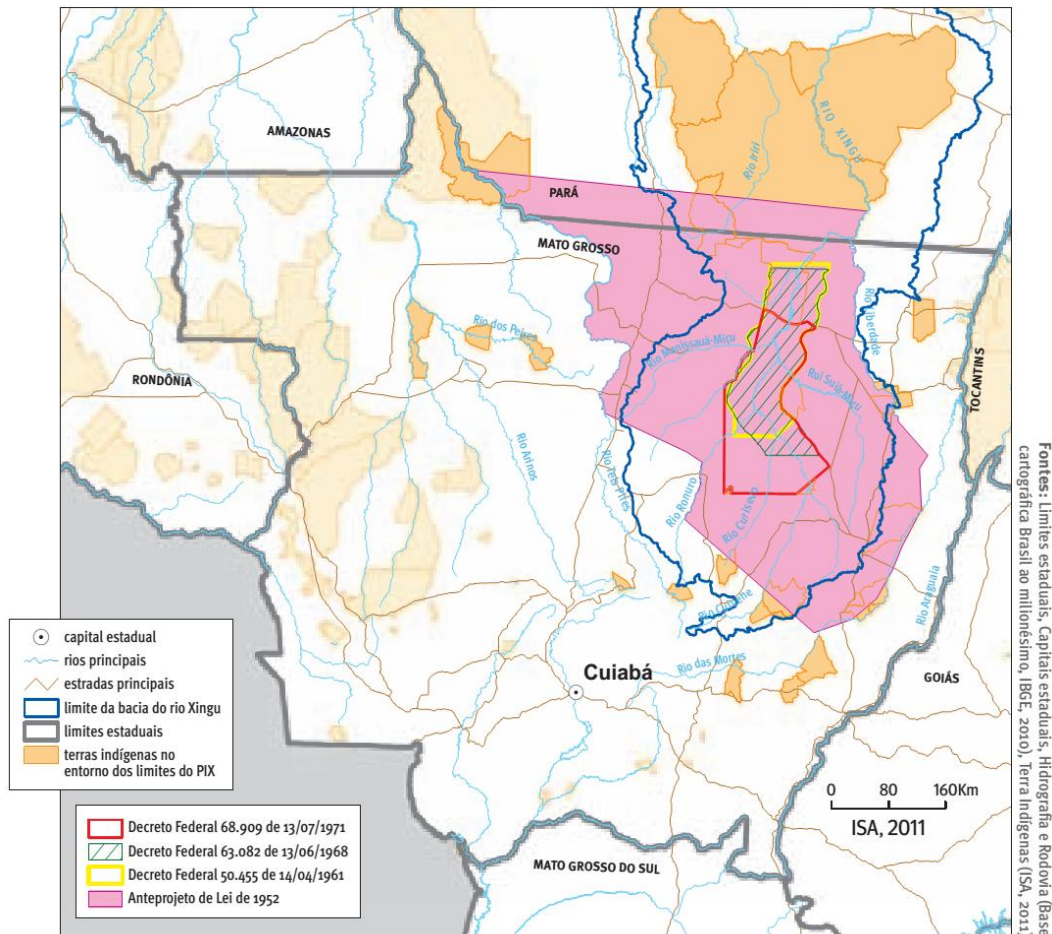 AMAZONAS
PARÁ
MATO GROSSO
RONDÔNIA
TOCANTINS
GOIÁS
MATO GROSSO DO SUL
Cuiabá
RIO XINGU
Rio Iriri
Rio Liberdade
Rio dos Peixes
Rio Manissauá-Miçu
Rui Suiá-Miçu
Rio Arinos
Rio Teles Pires
Rio Ronuro
Rio Curisevo
Rio Culuene
Rio das Mortes
Rio Araguaia
capital estadual
rios principais
estradas principais
limite da bacia do rio Xingu
limites estaduais
terras indígenas no
entorno dos limites do PIX
Decreto Federal 68.909 de 13/07/1971
Decreto Federal 63.082 de 13/06/1968
Decreto Federal 50.455 de 14/04/1961
Anteprojeto de Lei de 1952
0 80 160Km
ISA, 2011
Fontes: Limites estaduais, Capitais estaduais, Hidrografia e Rodovia (Base
cartográfica Brasil ao milionésimo, IBGE, 2010), Terra Indígenas (ISA, 2011)